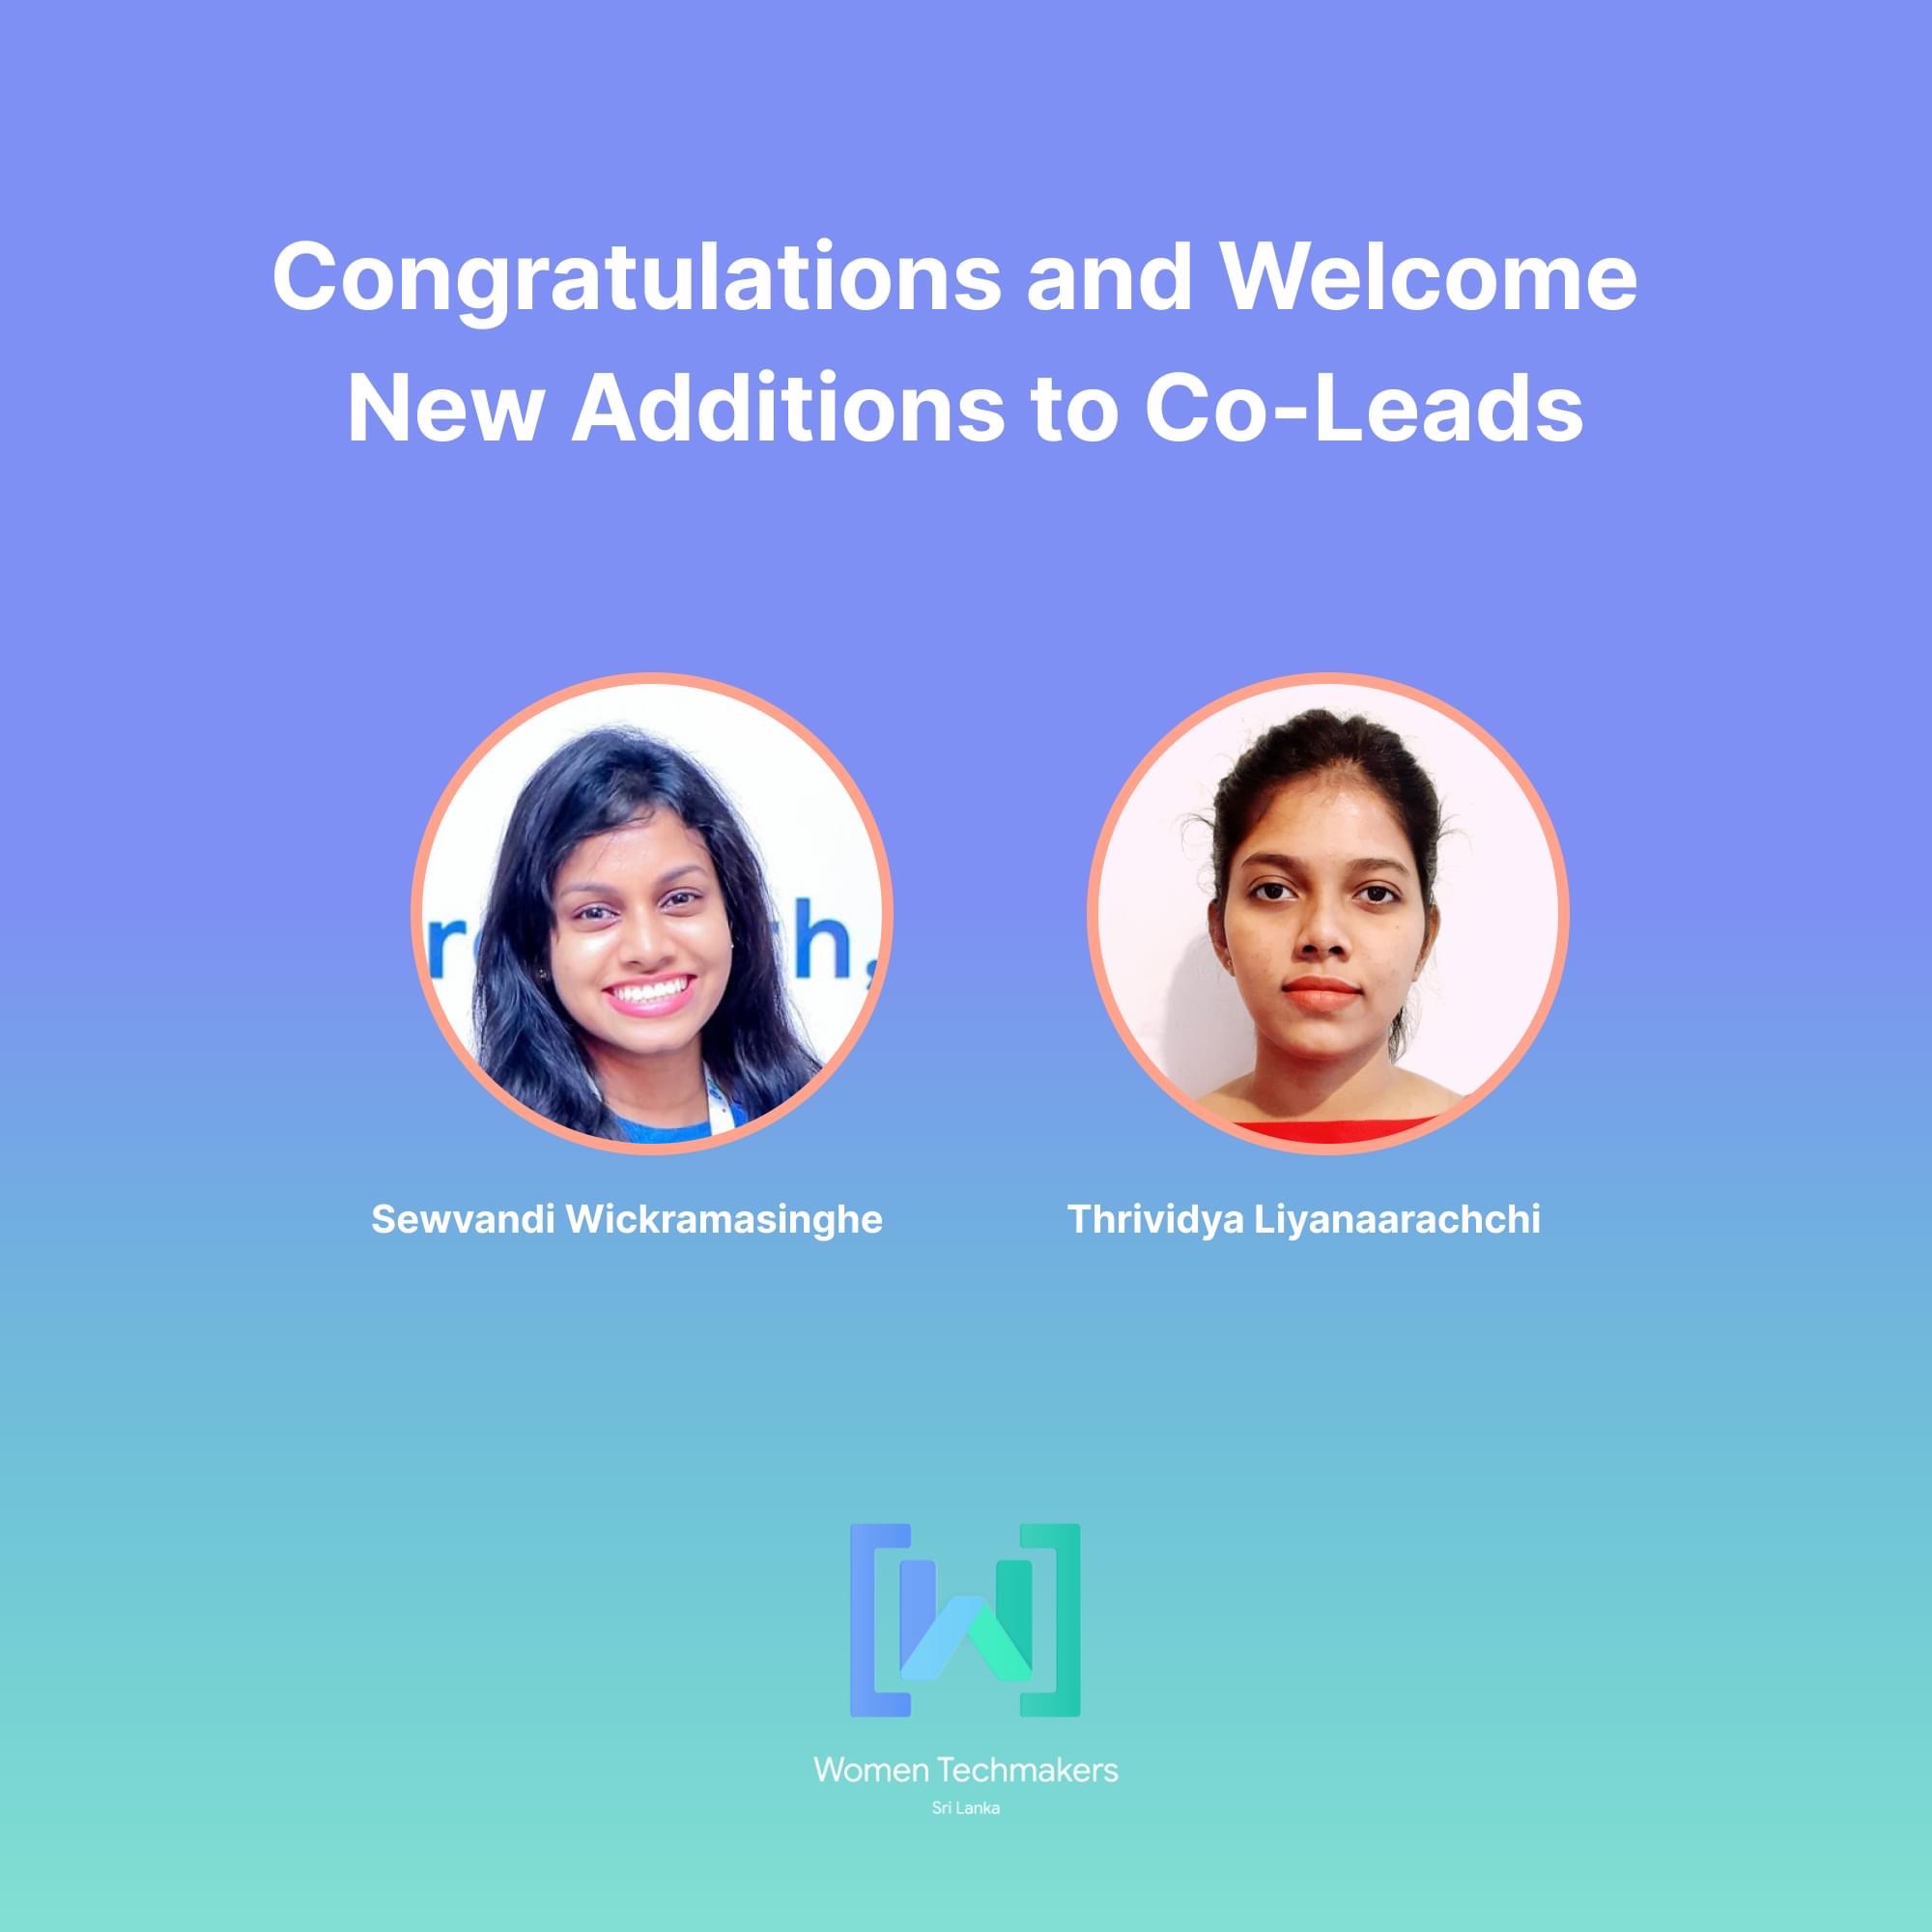 Congratulations and Welcome
New Additions to Co-Leads
Sewvandi Wickramasinghe
Thrividya Liyanaarachchi
Women Techmakers
Sri Lanka